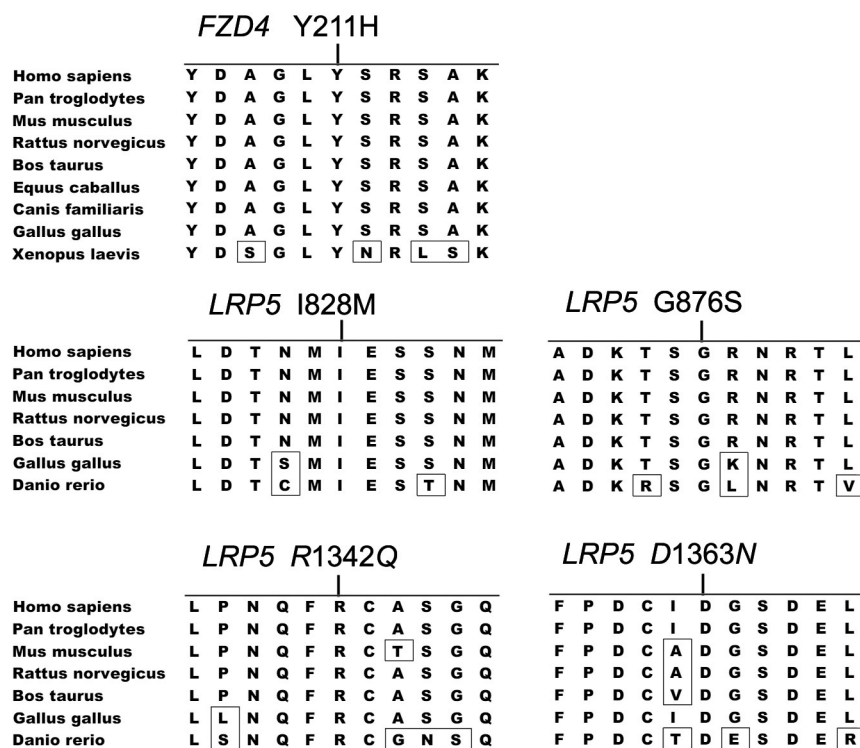 FZD4 Y211H
Homo sapiens Y D A G L Y S R S A K
Pan troglodytes Y D A G L Y S R S A K
Mus musculus Y D A G L Y S R S A K
Rattus norvegicus Y D A G L Y S R S A K
Bos taurus Y D A G L Y S R S A K
Equus caballus Y D A G L Y S R S A K
Canis familiaris Y D A G L Y S R S A K
Gallus gallus Y D A G L Y S R S A K
Xenopus laevis Y D S G L Y N R L S K
LRP5 I828M LRP5 G876S
Homo sapiens L D T N M I E S S N M A D K T S G R N R T L
Pan troglodytes L D T N M I E S S N M A D K T S G R N R T L
Mus musculus L D T N M I E S S N M A D K T S G R N R T L
Rattus norvegicus L D T N M I E S S N M A D K T S G R N R T L
Bos taurus L D T N M I E S S N M A D K T S G R N R T L
Gallus gallus L D T S M I E S S N M A D K T S G K N R T L
Danio rerio L D T C M I E S T N M A D K R S G L N R T V
LRP5 R1342Q LRP5 D1363N
Homo sapiens L P N Q F R C A S G Q F P D C I D G S D E L
Pan troglodytes L P N Q F R C A S G Q F P D C I D G S D E L
Mus musculus L P N Q F R C T S G Q F P D C A D G S D E L
Rattus norvegicus L P N Q F R C A S G Q F P D C A D G S D E L
Bos taurus L P N Q F R C A S G Q F P D C V D G S D E L
Gallus gallus L L N Q F R C A S G Q F P D C I D G S D E L
Danio rerio L S N Q F R C G N S Q F P D C T D E S D E R